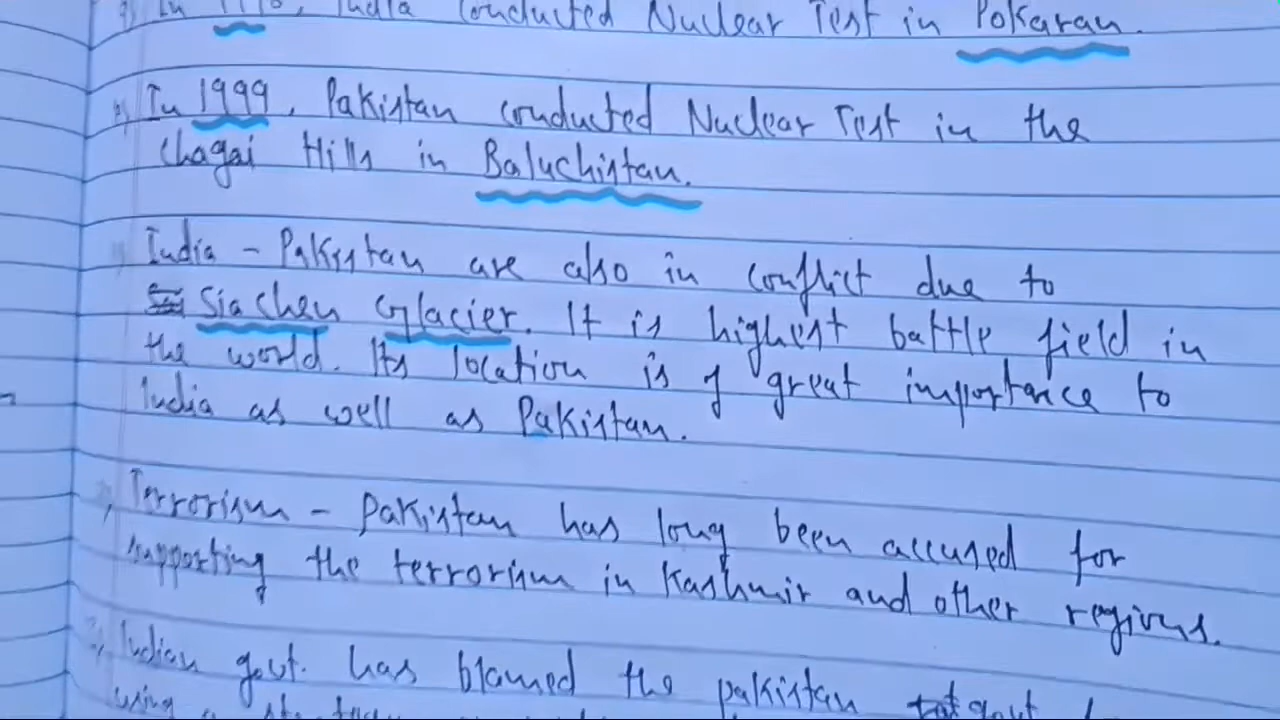 In India conducted Nuclear Test in Pokaran.
In 1999, Pakistan conducted Nuclear Test in the
Chagai Hills in Baluchistan.
India - Pakistan are also in conflict due to
Siachen Glacier. It is highest battle field in
the world. Its location is of great importance to
India as well as Pakistan.
Terrorism - Pakistan has long been accused for
supporting the terrorism in Kashmir and other regions.
Indian govt. has blamed the pakistan govt
using a